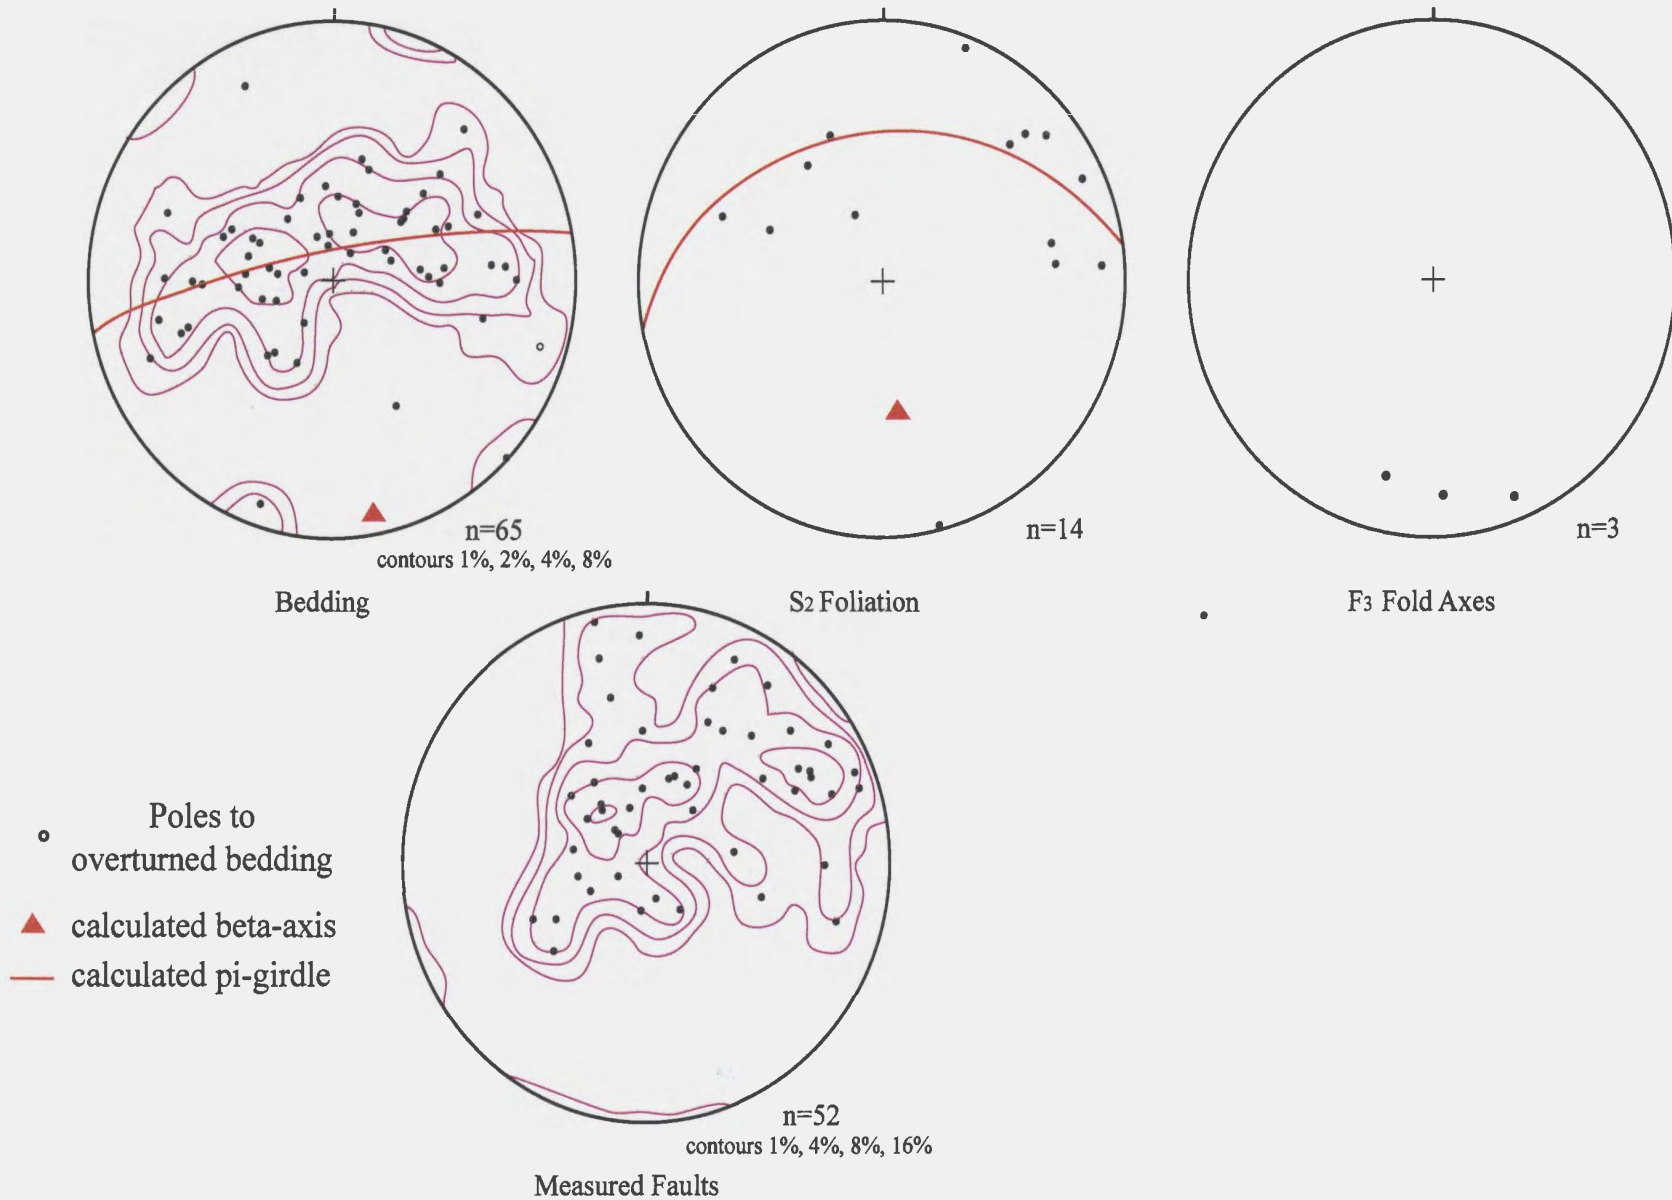 n=65
contours 1%, 2%, 4%, 8%
Bedding
n=14
S2 Foliation
n=3
F3 Fold Axes
Poles to
overturned bedding
calculated beta-axis
calculated pi-girdle
n=52
contours 1%, 4%, 8%, 16%
Measured Faults